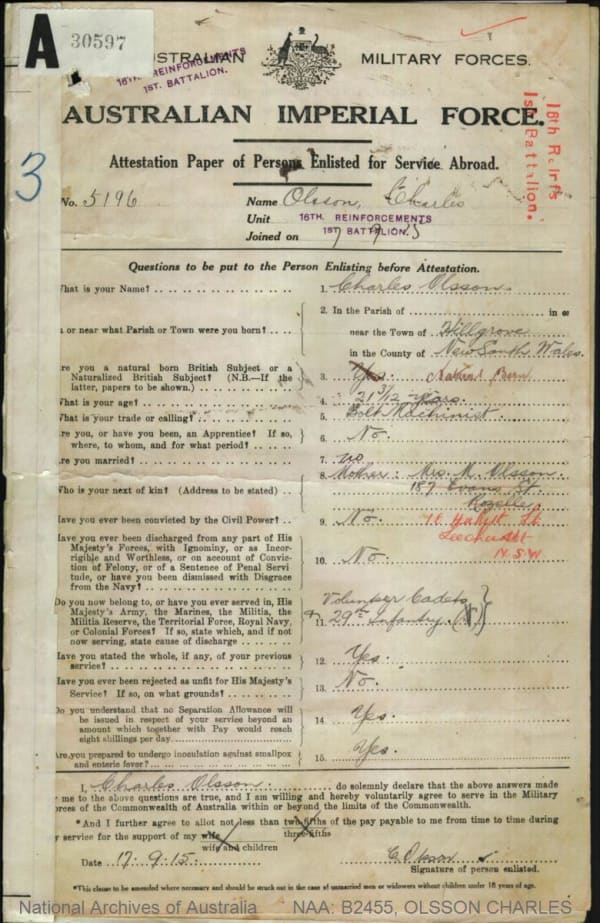 A 30597
AUSTRALIAN MILITARY FORCES.
16TH REINFORCEMENTS
1ST. BATTALION.
AUSTRALIAN IMPERIAL FORCE.
16th Reinfs
1st Battalion.
Attestation Paper of Persons Enlisted for Service Abroad.
3
No. 5196
Name Olsson, Charles
Unit 16TH. REINFORCEMENTS
1ST BATTALION.
Joined on 17 9 15
Questions to be put to the Person Enlisting before Attestation.
What is your Name? 1. Charles Olsson.
2. In the Parish of in or
n or near what Parish or Town were you born? near the Town of Hillgrove
in the County of New South Wales.
re you a natural born British Subject or a
Naturalized British Subject? (N.B.—If the
latter, papers to be shown.) 3. Yes. Natural Born
What is your age? 4. 21 3/12 Years.
What is your trade or calling? 5. Bolt Machinist.
re you, or have you been, an Apprentice? If so,
where, to whom, and for what period? 6. No.
re you married? 7. no
8. Mother: Mrs. M. Olsson.
Who is your next of kin? (Address to be stated) 187 Evans St.
Rozelle
Have you ever been convicted by the Civil Power? 9. No.
St
Leichhardt
N.S.W
Have you ever been discharged from any part of His
Majesty's Forces, with Ignominy, or as Incor-
rigible and Worthless, or on account of Convic-
tion of Felony, or of a Sentence of Penal Servi
tude, or have you been dismissed with Disgrace
from the Navy? 10. No.
Do you now belong to, or have you ever served in, His
Majesty's Army, the Marines, the Militia, the
Militia Reserve, the Territorial Force, Royal Navy,
or Colonial Forces? If so, state which, and if not
now serving, state cause of discharge 11. Volunteer Cadets
29th Infantry.
Have you stated the whole, if any, of your previous
service? 12. Yes.
Have you ever been rejected as unfit for His Majesty's
Service? If so, on what grounds? 13. No.
Do you understand that no Separation Allowance will
be issued in respect of your service beyond an
amount which together with Pay would reach
eight shillings per day 14 Yes.
Are you prepared to undergo inoculation against smallpox
and enteric fever? 15. Yes.
I, Charles Olsson. do solemnly declare that the above answers made
me to the above questions are true, and I am willing and hereby voluntarily agree to serve in the Military
orces of the Commonwealth of Australia within or beyond the limits of the Commonwealth.
*And I further agree to allot not less than two-fifths of the pay payable to me from time to time during
three-fifths
y service for the support of my wife
wife and children
Date 17.9.15. C Olsson
Signature of person enlisted.
*This clause to be amended where necessary and should be struck out in the case of unmarried men or widowers without children under 18 years of age.
National Archives of Australia NAA: B2455, OLSSON CHARLES